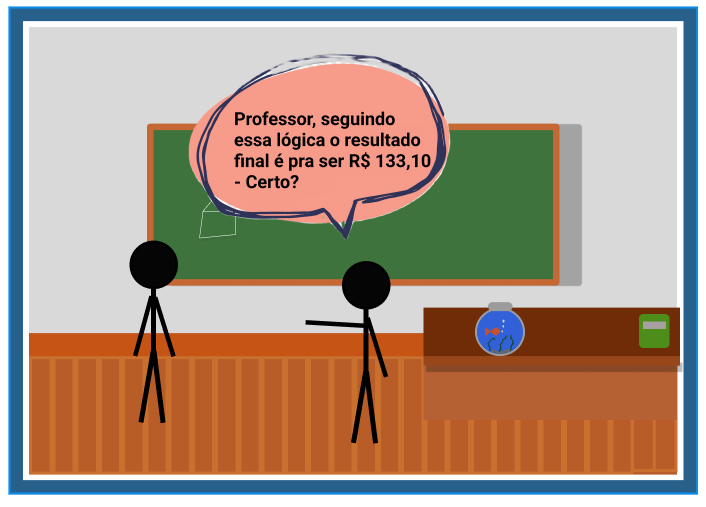 Professor, seguindo
essa lógica o resultado
final é pra ser R$ 133,10
- Certo?